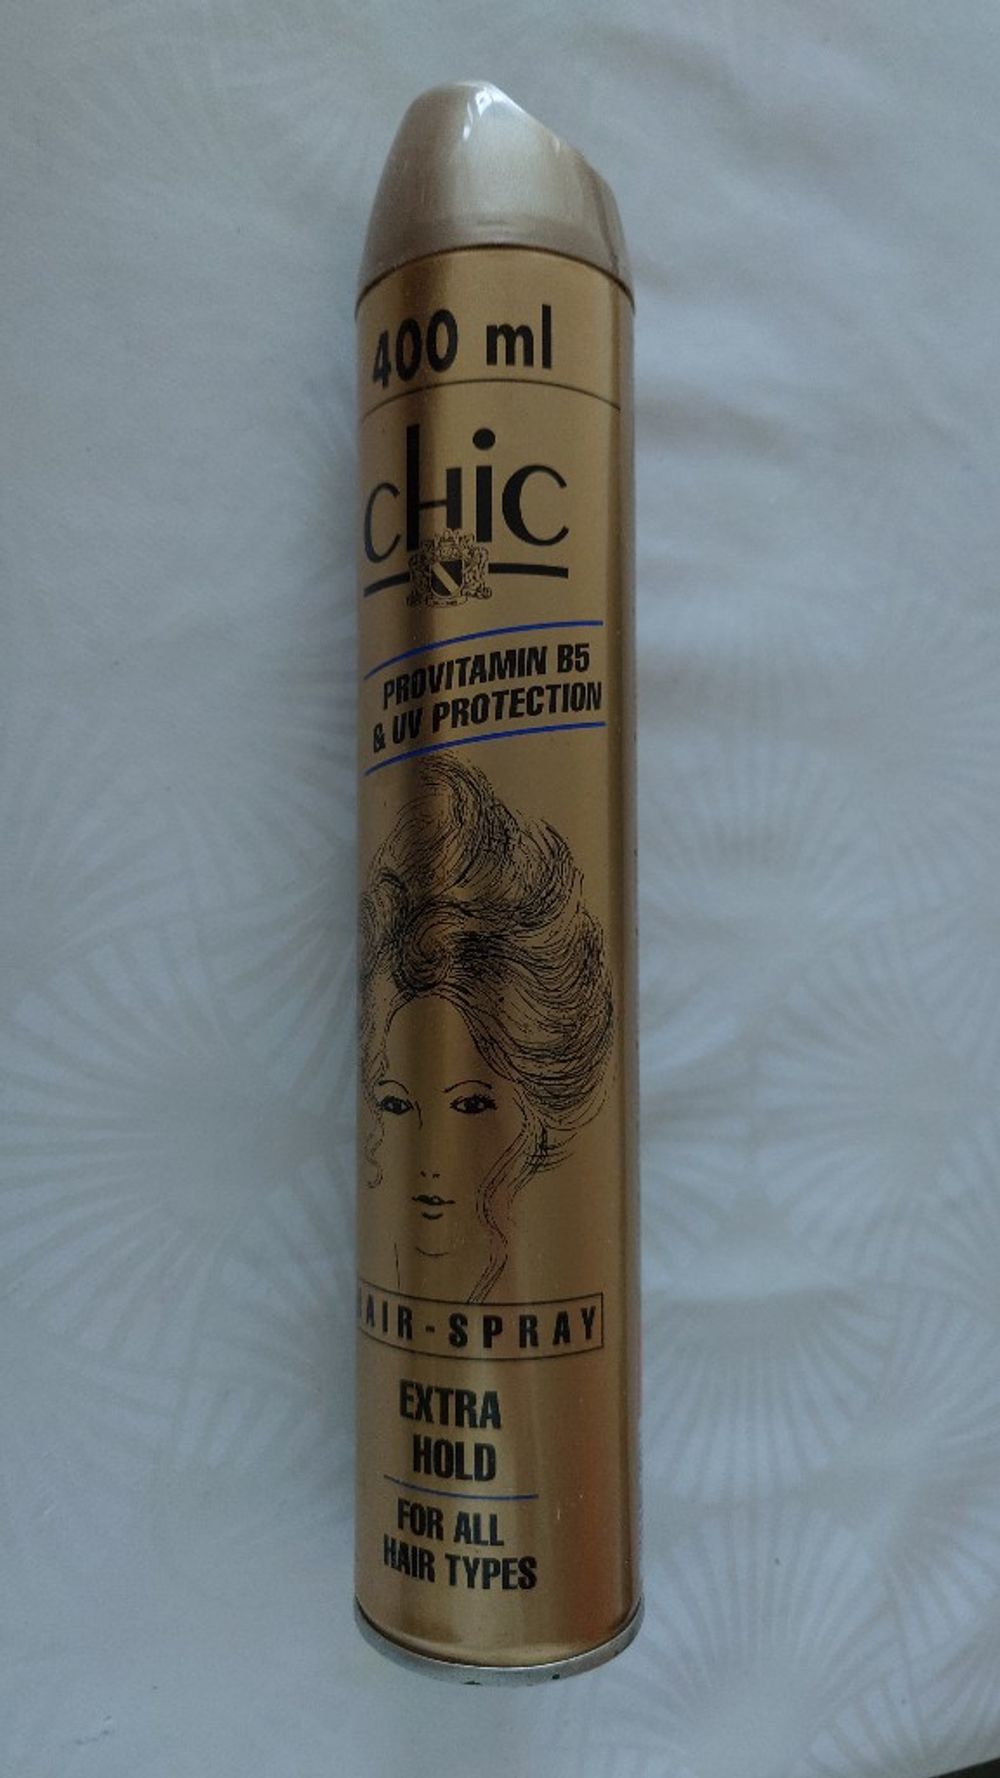 400 ml
cHic
PROVITAMIN B5
& UV PROTECTION
AIR-SPRAY
EXTRA
HOLD
FOR ALL
HAIR TYPES